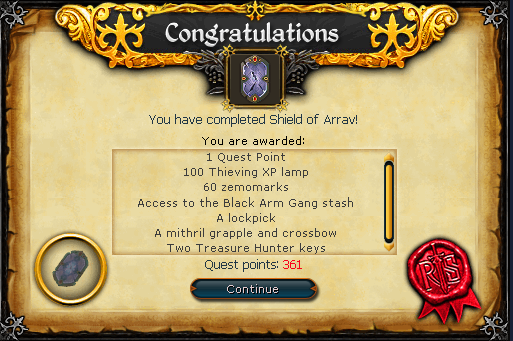 Congratulations
You have completed Shield of Arrav!
You are awarded:
1 Quest Point
100 Thieving XP lamp
60 zemomarks
Access to the Black Arm Gang stash
A lockpick
A mithril grapple and crossbow
Two Treasure Hunter keys
Quest points: 361
Continue
RS